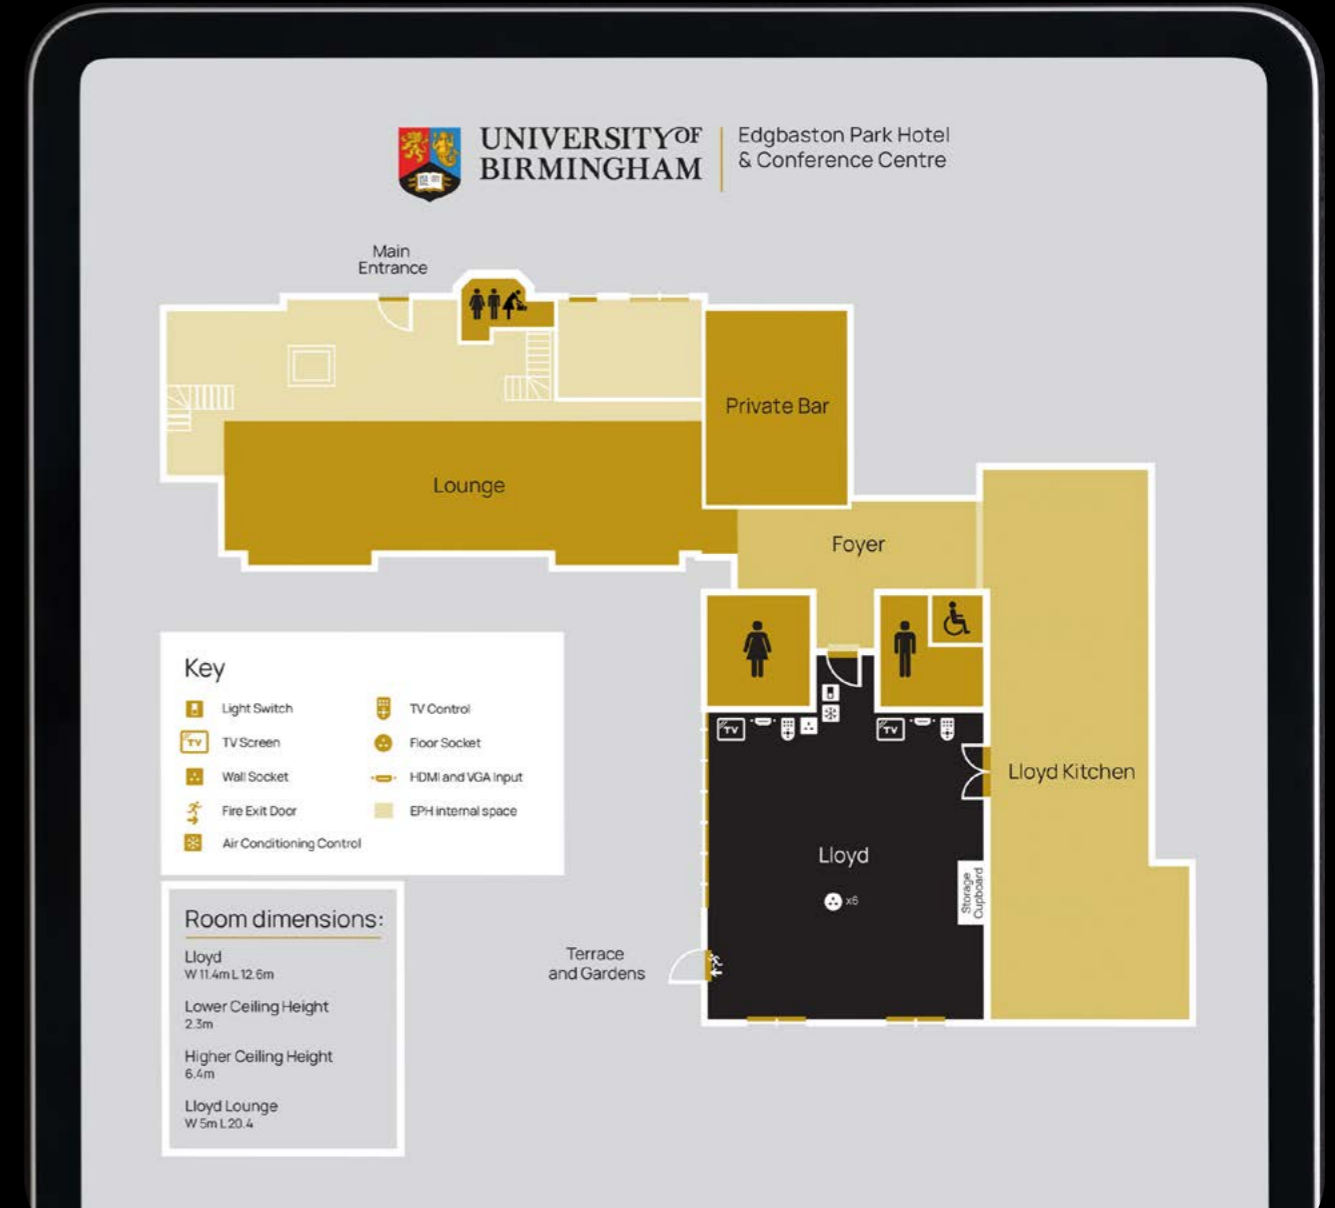 UNIVERSITY OF
BIRMINGHAM
Edgbaston Park Hotel
& Conference Centre
Main
Entrance
Private Bar
Lounge
Foyer
Key
Light Switch
TV Control
TV
TV Screen
Floor Socket
Wall Socket
HDMI and VGA Input
Fire Exit Door
EPH internal space
Air Conditioning Control
TV
TV
Lloyd Kitchen
Lloyd
x6
Storage
Cupboard
Terrace
and Gardens
Room dimensions:
Lloyd
W 11.4m L 12.6m
Lower Ceiling Height
2.3m
Higher Ceiling Height
6.4m
Lloyd Lounge
W 5m L 20.4